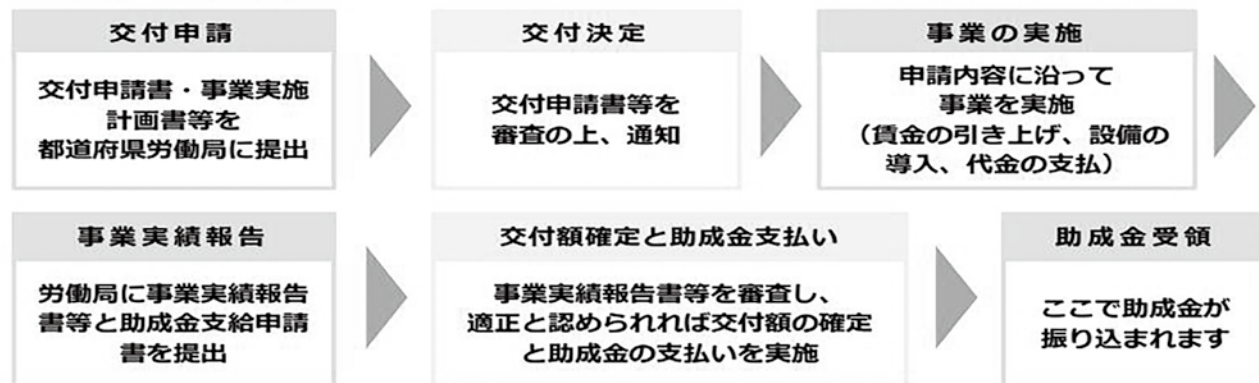 交付申請
交付申請書・事業実施
計画書等を
都道府県労働局に提出
交付決定
交付申請書等を
審査の上、通知
事業の実施
申請内容に沿って
事業を実施
（賃金の引き上げ、設備の
導入、代金の支払）
事業実績報告
労働局に事業実績報告
書等と助成金支給申請
書を提出
交付額確定と助成金支払い
事業実績報告書等を審査し、
適正と認められれば交付額の確定
と助成金の支払いを実施
助成金受領
ここで助成金が
振り込まれます